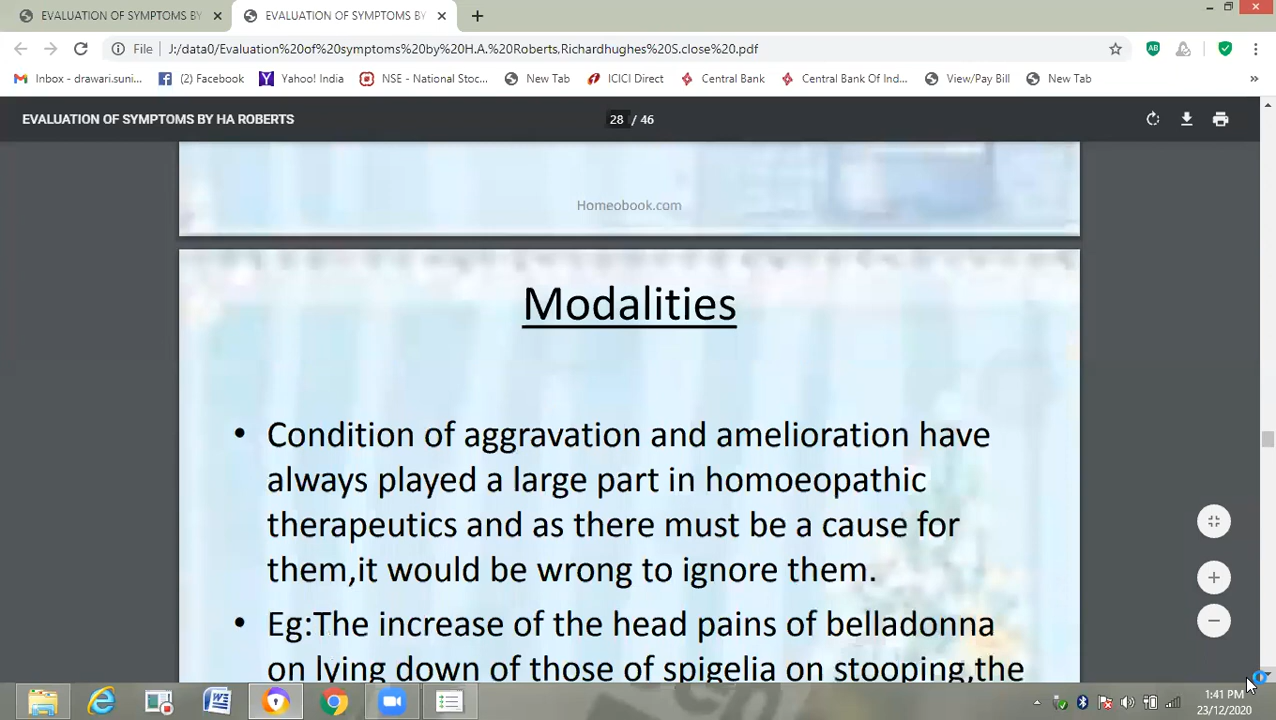 EVALUATION OF SYMPTOMS BY
EVALUATION OF SYMPTOMS BY
File J:/data0/Evaluation%20of%20symptoms%20by%20H.A.%20Roberts.Richardhughes%20S.close%20.pdf
AB
Inbox - drawari.suni... (2) Facebook Yahoo! India NSE - National Stoc... New Tab ICICI Direct Central Bank Central Bank Of Ind... View/Pay Bill New Tab »
EVALUATION OF SYMPTOMS BY HA ROBERTS 28 / 46
Homeobook.com
Modalities
• Condition of aggravation and amelioration have
always played a large part in homoeopathic
therapeutics and as there must be a cause for
them,it would be wrong to ignore them.
• Eg:The increase of the head pains of belladonna
on lying down of those of spigelia on stooping,the
1:41 PM
23/12/2020